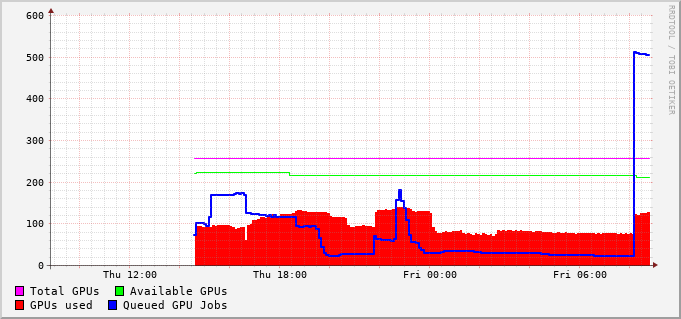 600
500
400
300
200
100
0
Thu 12:00 Thu 18:00 Fri 00:00 Fri 06:00
Total GPUs Available GPUs
GPUs used Queued GPU Jobs
RRDTOOL / TOBI OETIKER